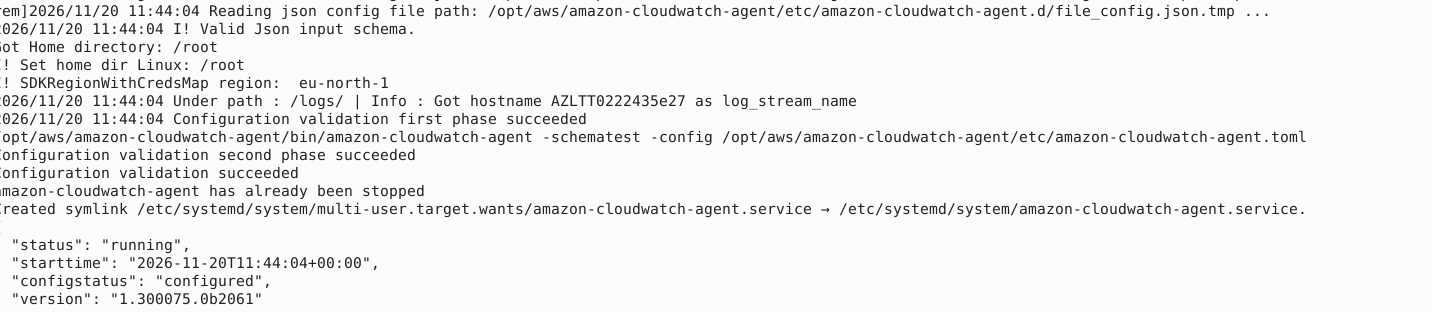 rem]2026/11/20 11:44:04 Reading json config file path: /opt/aws/amazon-cloudwatch-agent/etc/amazon-cloudwatch-agent.d/file_config.json.tmp ...
2026/11/20 11:44:04 I! Valid Json input schema.
Got Home directory: /root
I! Set home dir Linux: /root
I! SDKRegionWithCredsMap region:  eu-north-1
2026/11/20 11:44:04 Under path : /logs/ | Info : Got hostname AZLTT0222435e27 as log_stream_name
2026/11/20 11:44:04 Configuration validation first phase succeeded
/opt/aws/amazon-cloudwatch-agent/bin/amazon-cloudwatch-agent -schematest -config /opt/aws/amazon-cloudwatch-agent/etc/amazon-cloudwatch-agent.toml
Configuration validation second phase succeeded
Configuration validation succeeded
amazon-cloudwatch-agent has already been stopped
Created symlink /etc/systemd/system/multi-user.target.wants/amazon-cloudwatch-agent.service → /etc/systemd/system/amazon-cloudwatch-agent.service.
"status": "running",
"starttime": "2026-11-20T11:44:04+00:00",
"configstatus": "configured",
"version": "1.300075.0b2061"